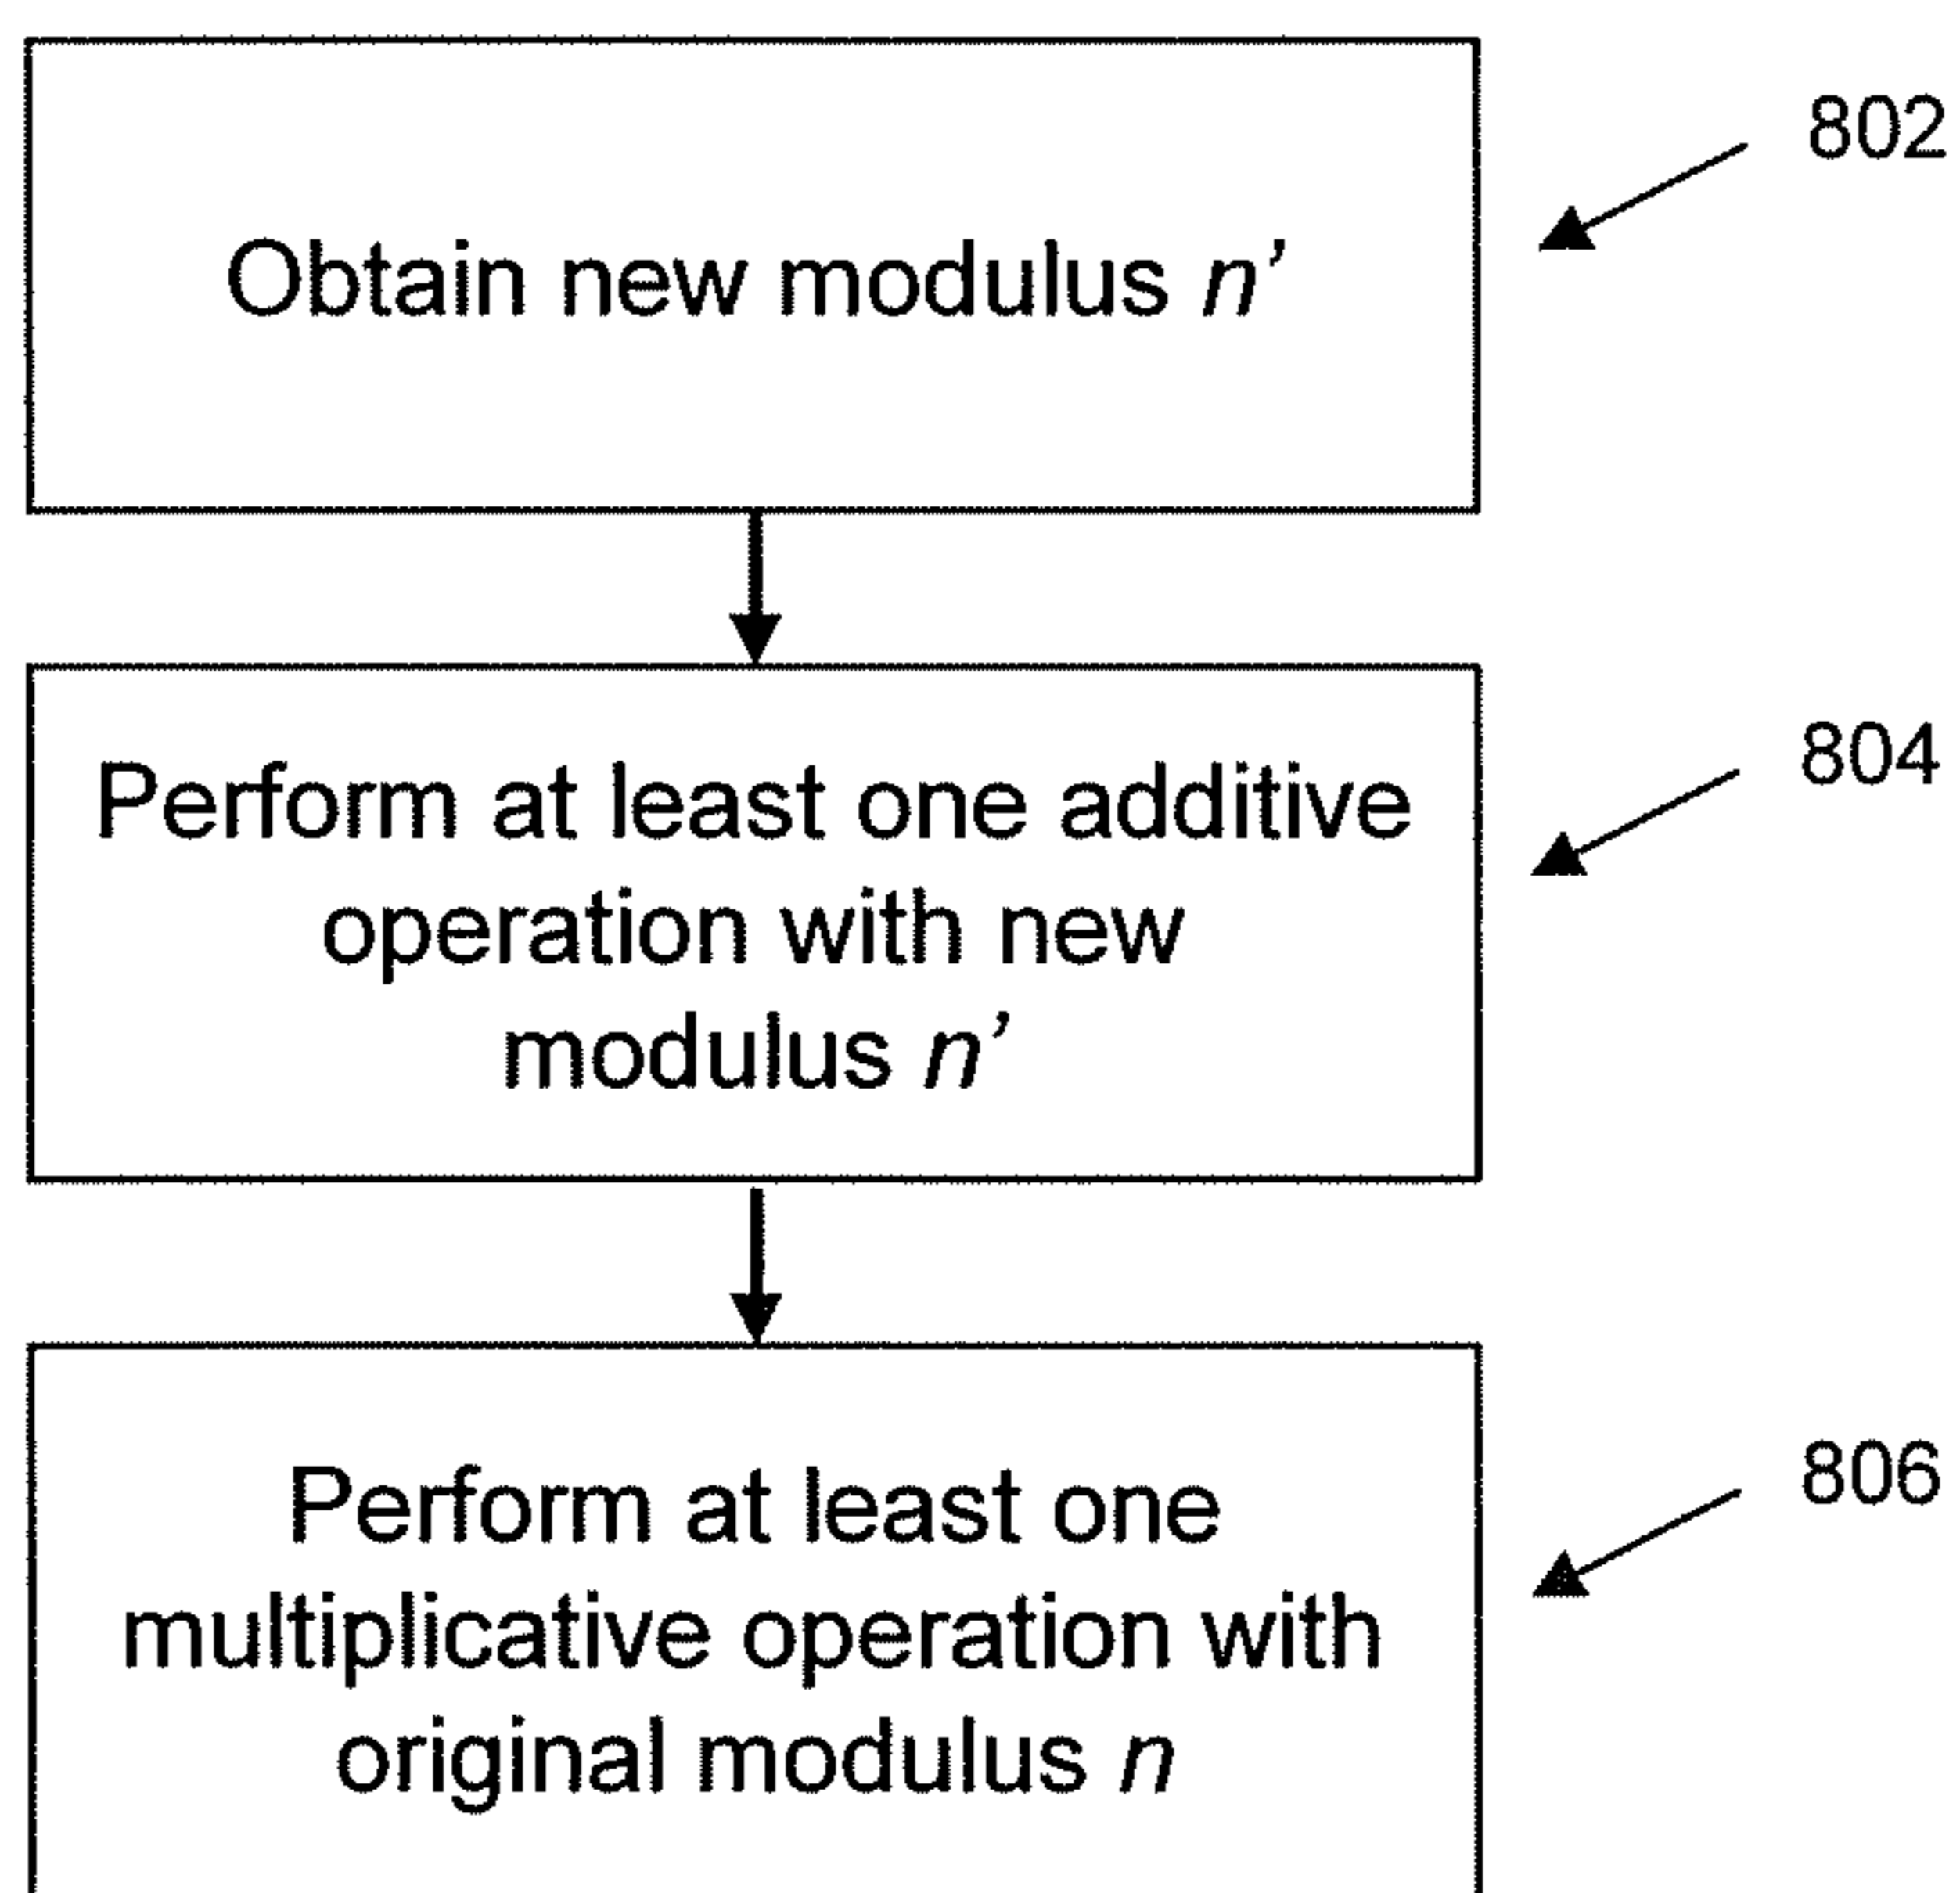 802
Obtain new modulus n’
804
Perform at least one additive
operation with new
modulus n’
806
Perform at least one
multiplicative operation with
original modulus n